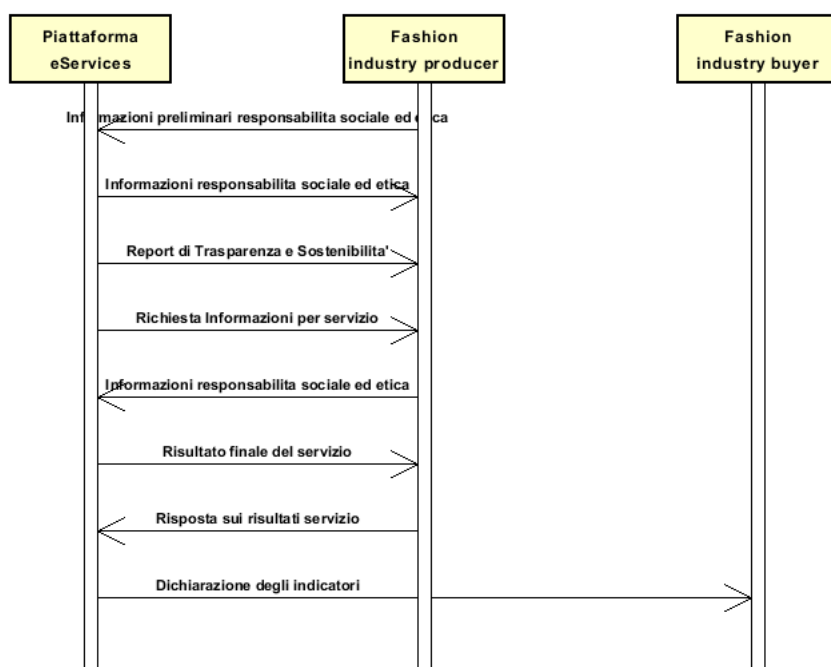 Piattaforma
eServices
Fashion
industry producer
Fashion
industry buyer
Informazioni preliminari responsabilita sociale ed etica
Informazioni responsabilita sociale ed etica
Report di Trasparenza e Sostenibilita'
Richiesta Informazioni per servizio
Informazioni responsabilita sociale ed etica
Risultato finale del servizio
Risposta sui risultati servizio
Dichiarazione degli indicatori